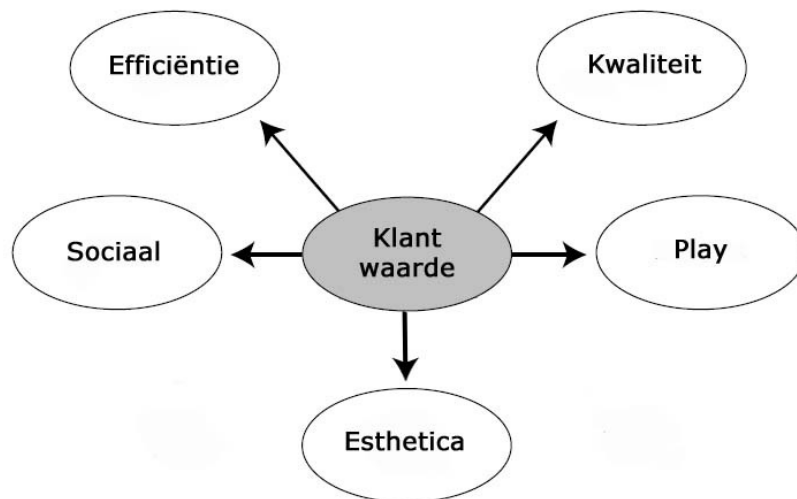 Efficiëntie
Kwaliteit
Sociaal
Klant
waarde
Play
Esthetica